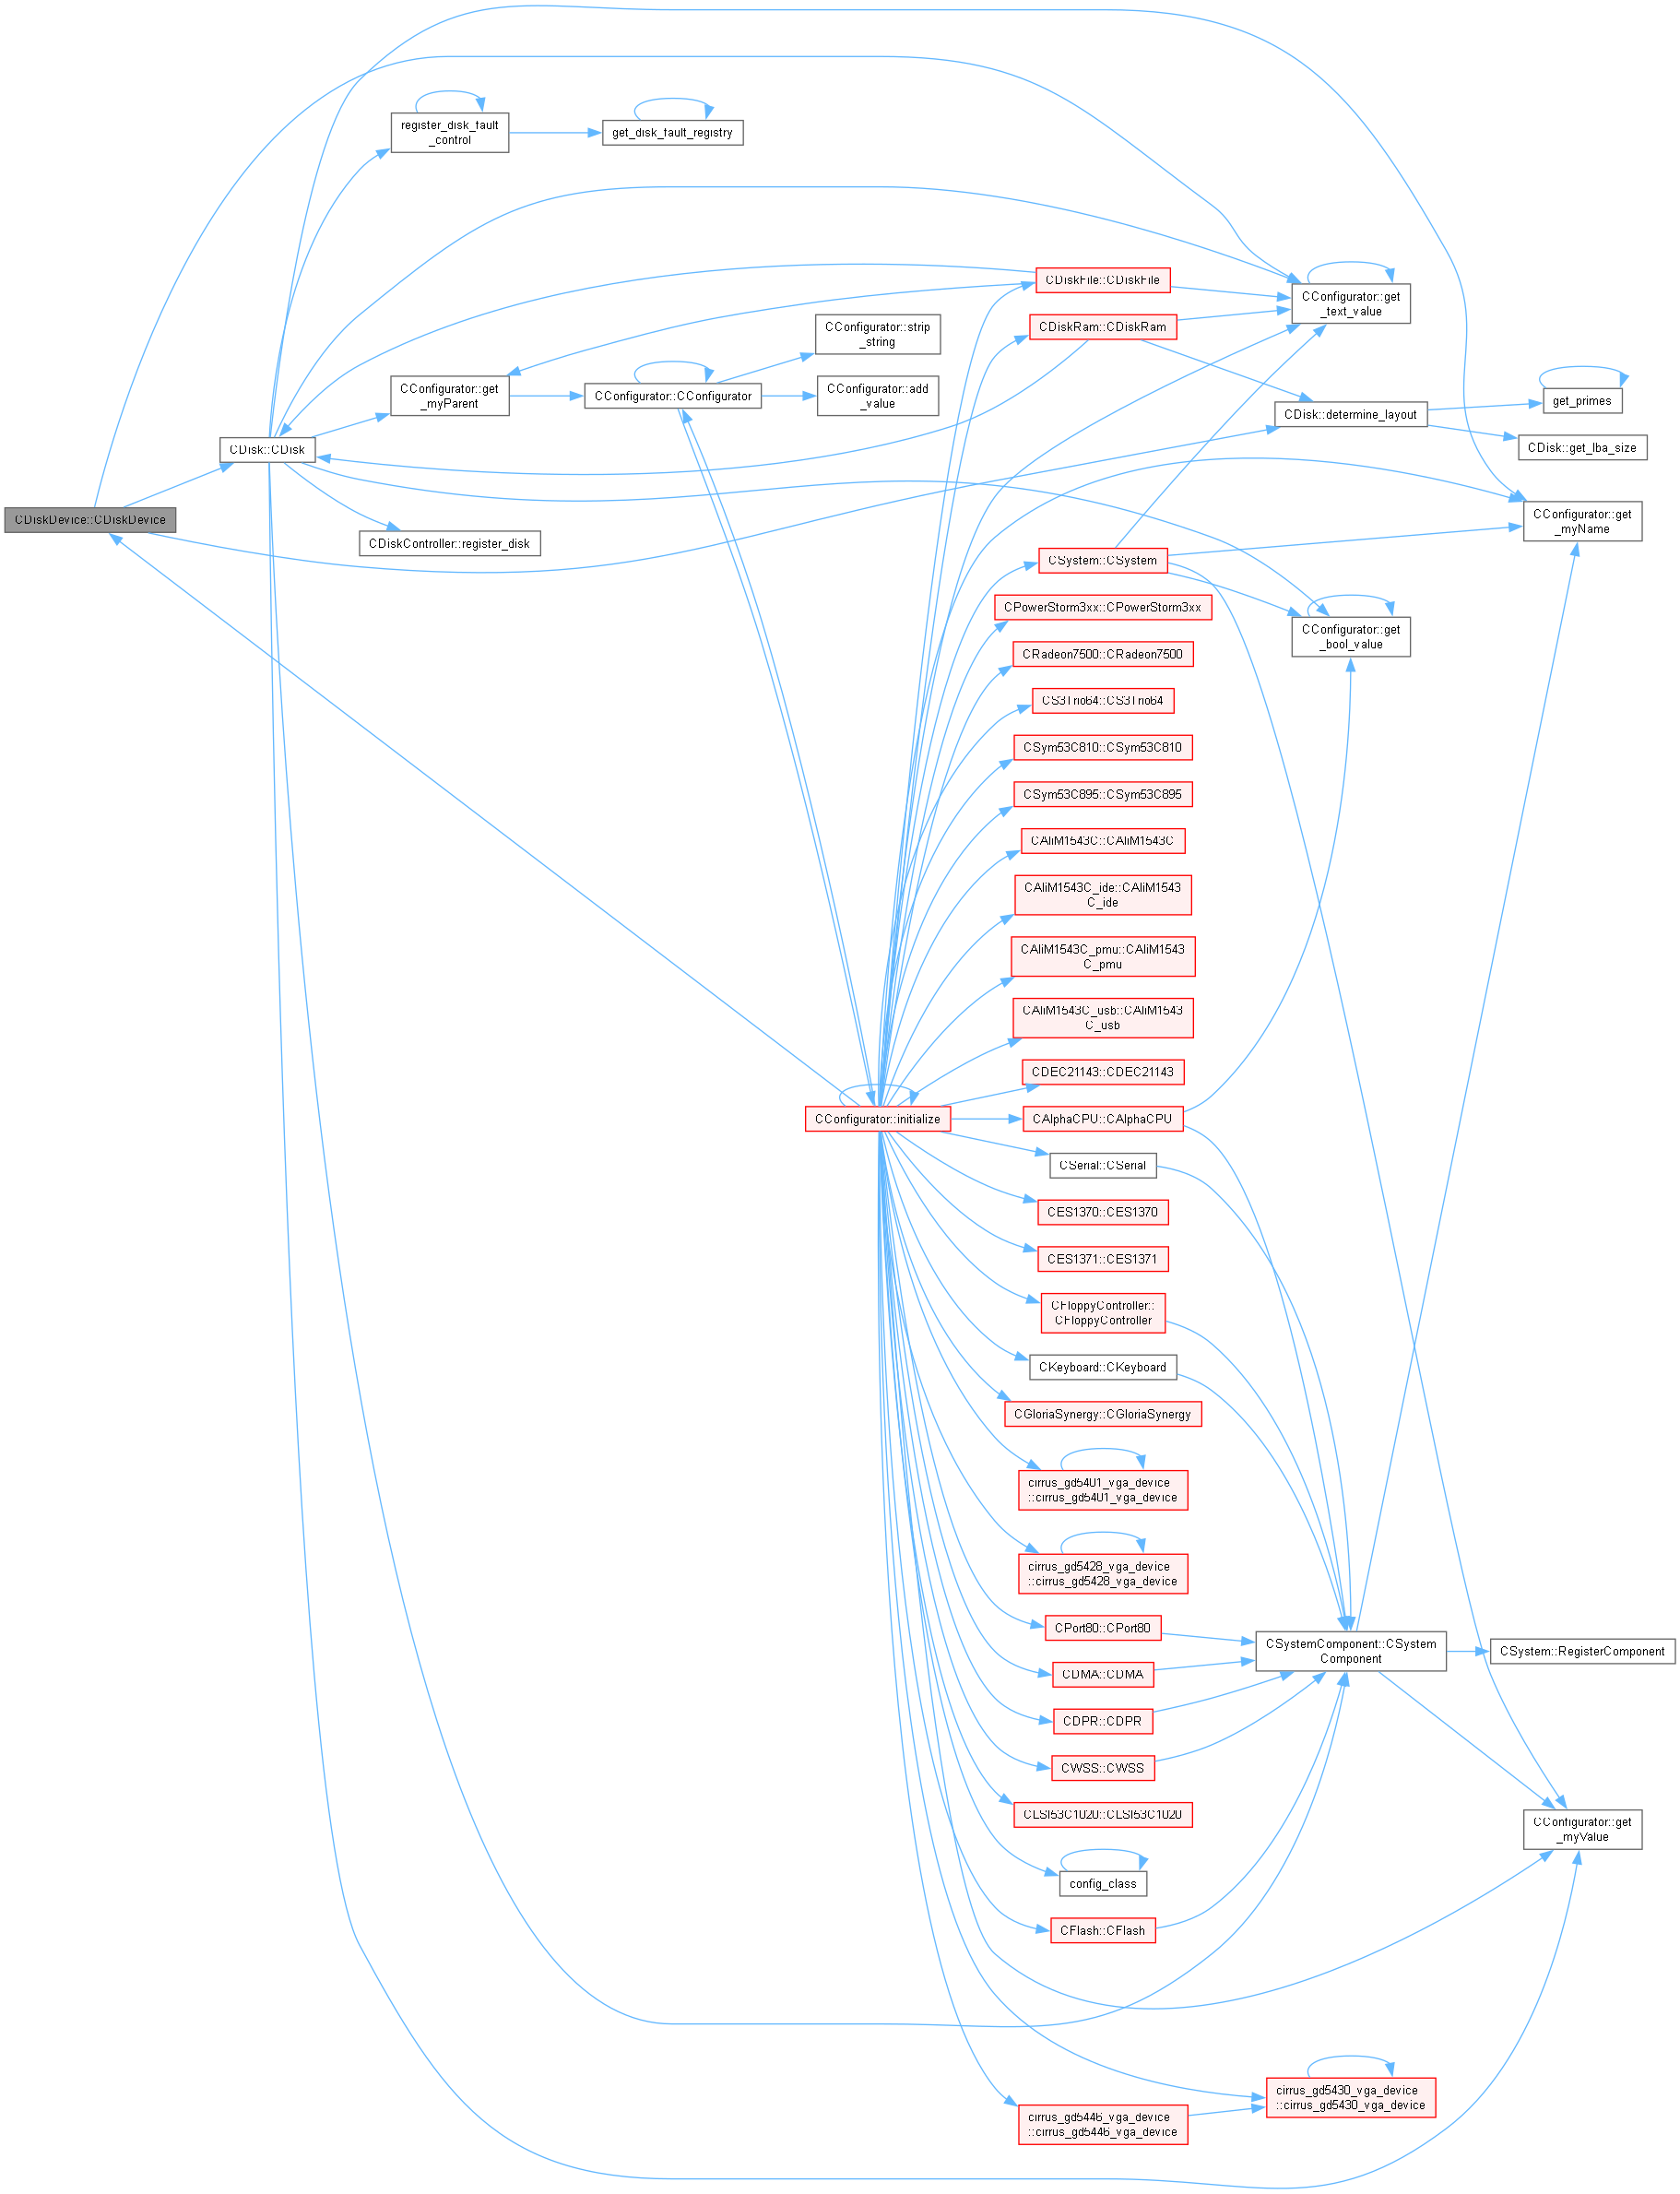 register_disk_fault
_control
get_disk_fault_registry
CDiskFile::CDiskFile
CConfigurator::get
_text_value
CConfigurator::strip
_string
CDiskRam::CDiskRam
CConfigurator::get
_myParent
CConfigurator::CConfigurator
CConfigurator::add
_value
get_primes
CDisk::determine_layout
CDisk::CDisk
CDisk::get_lba_size
CDiskDevice::CDiskDevice
CConfigurator::get
_myName
CDiskController::register_disk
CSystem::CSystem
CPowerStorm3xx::CPowerStorm3xx
CConfigurator::get
_bool_value
CRadeon7500::CRadeon7500
CS3Trio64::CS3Trio64
CSym53C810::CSym53C810
CSym53C895::CSym53C895
CAliM1543C::CAliM1543C
CAliM1543C_ide::CAliM1543
C_ide
CAliM1543C_pmu::CAliM1543
C_pmu
CAliM1543C_usb::CAliM1543
C_usb
CDEC21143::CDEC21143
CConfigurator::initialize
CAlphaCPU::CAlphaCPU
CSerial::CSerial
CES1370::CES1370
CES1371::CES1371
CFloppyController::
CFloppyController
CKeyboard::CKeyboard
CGloriaSynergy::CGloriaSynergy
cirrus_gd5401_vga_device
::cirrus_gd5401_vga_device
cirrus_gd5428_vga_device
::cirrus_gd5428_vga_device
CPort80::CPort80
CSystemComponent::CSystem
Component
CSystem::RegisterComponent
CDMA::CDMA
CDPR::CDPR
CWSS::CWSS
CLSI53C1020::CLSI53C1020
CConfigurator::get
_myValue
config_class
CFlash::CFlash
cirrus_gd5430_vga_device
::cirrus_gd5430_vga_device
cirrus_gd5446_vga_device
::cirrus_gd5446_vga_device